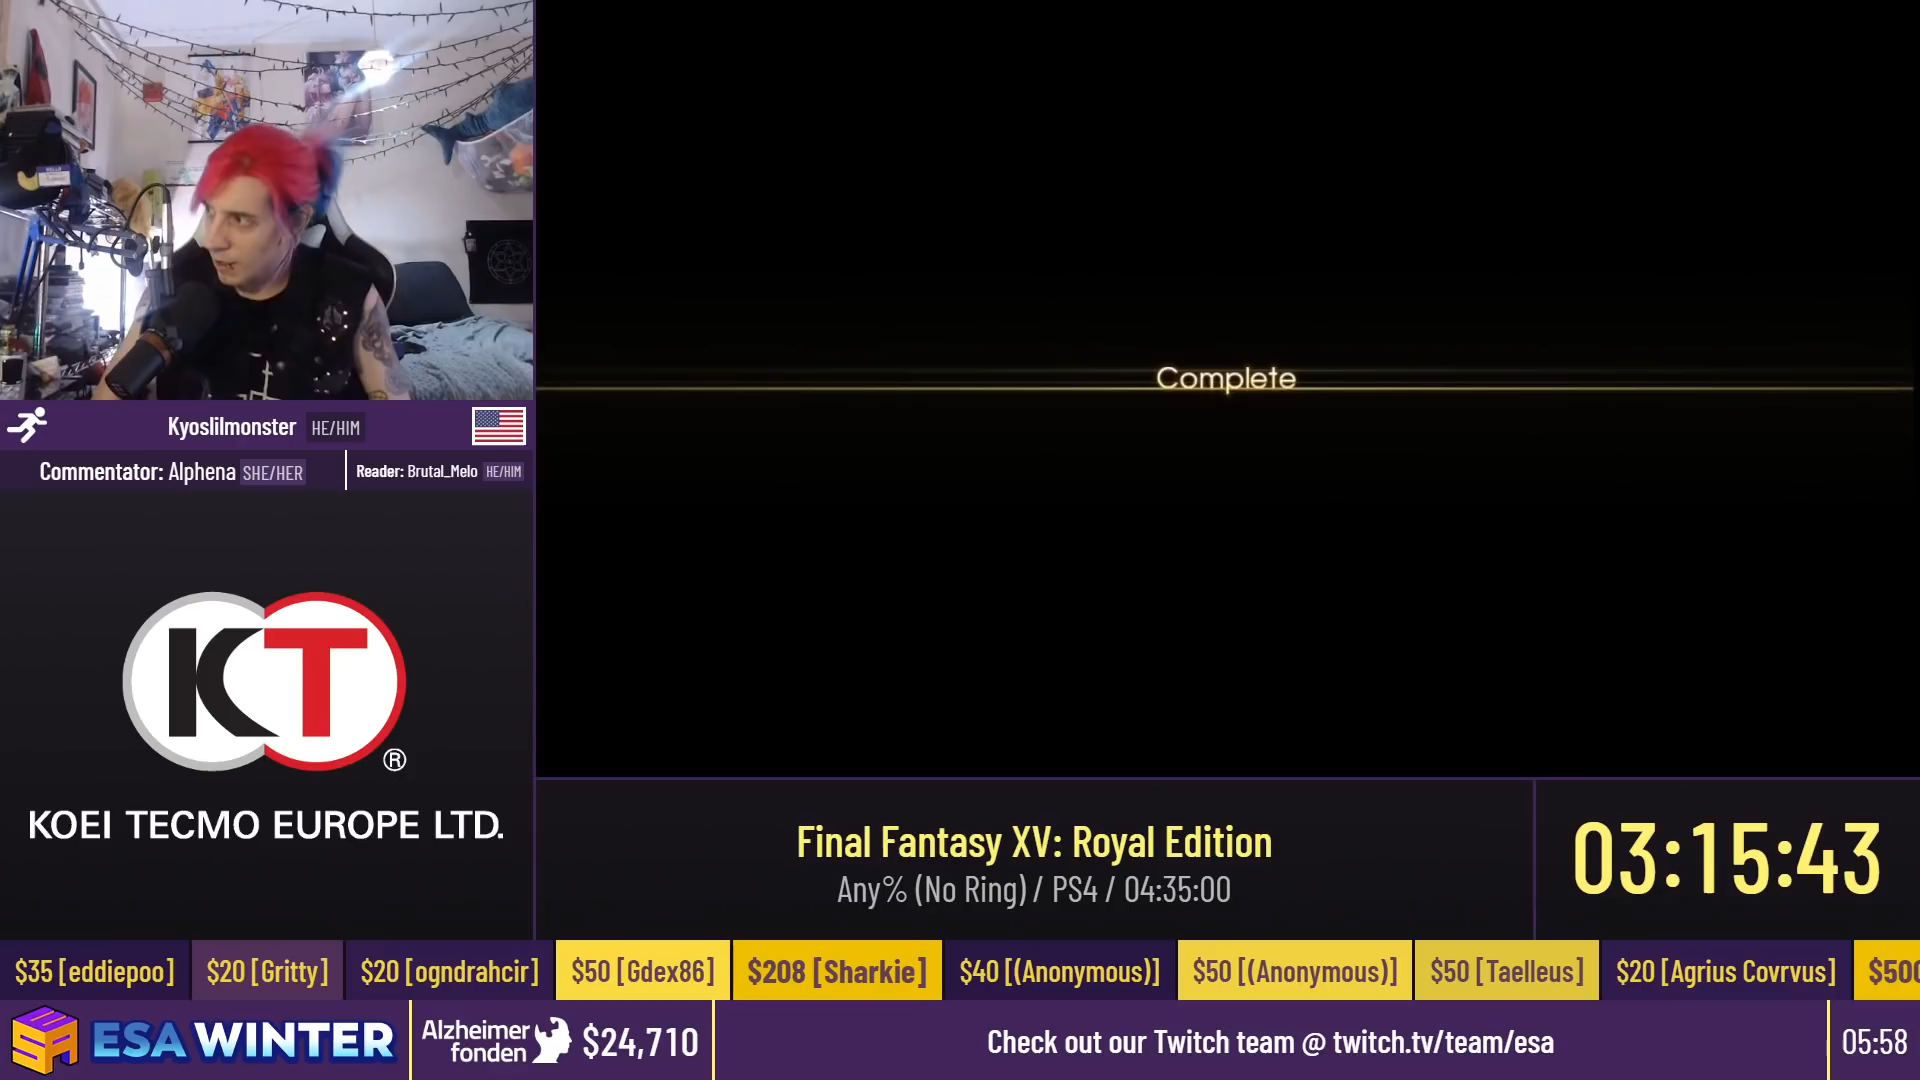 Complete
Kyoslilmonster HE/HIM
Commentator: Alphena SHE/HER
Reader: Brutal_Melo HE/HIM
KT
®
KOEI TECMO EUROPE LTD.
Final Fantasy XV: Royal Edition
Any% (No Ring) / PS4 / 04:35:00
03:15:43
$35 [eddiepoo]
$20 [Gritty]
$20 [ogndrahcir]
$50 [Gdex86]
$208 [Sharkie]
$40 [(Anonymous)]
$50 [(Anonymous)]
$50 [Taelleus]
$20 [Agrius Covrvus]
$500
ESA WINTER
Alzheimer
fonden
$24,710
Check out our Twitch team @ twitch.tv/team/esa
05:58